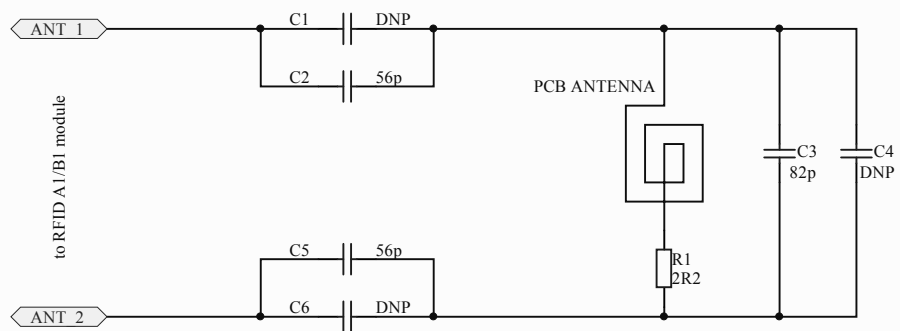 C1 DNP
ANT 1
C2 56p
PCB ANTENNA
to RFID A1/B1 module
C3
82p
C4
DNP
C5 56p
R1
2R2
C6 DNP
ANT 2